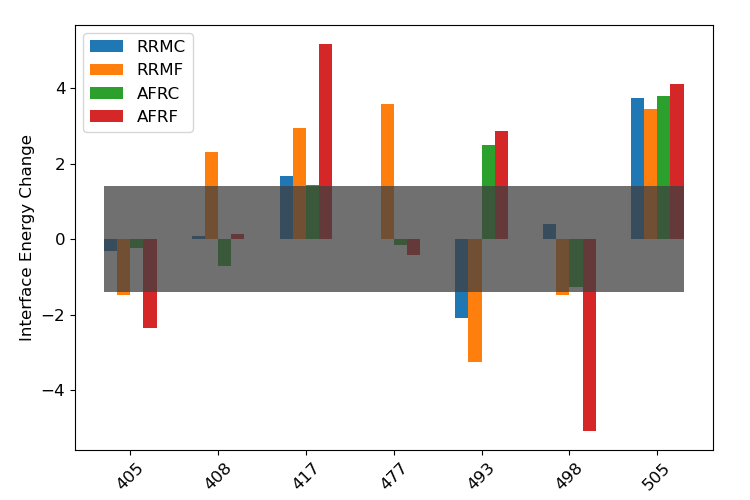 RRMC
RRMF
AFRC
AFRF
Interface Energy Change
4
2
0
−2
−4
405
408
417
477
493
498
505